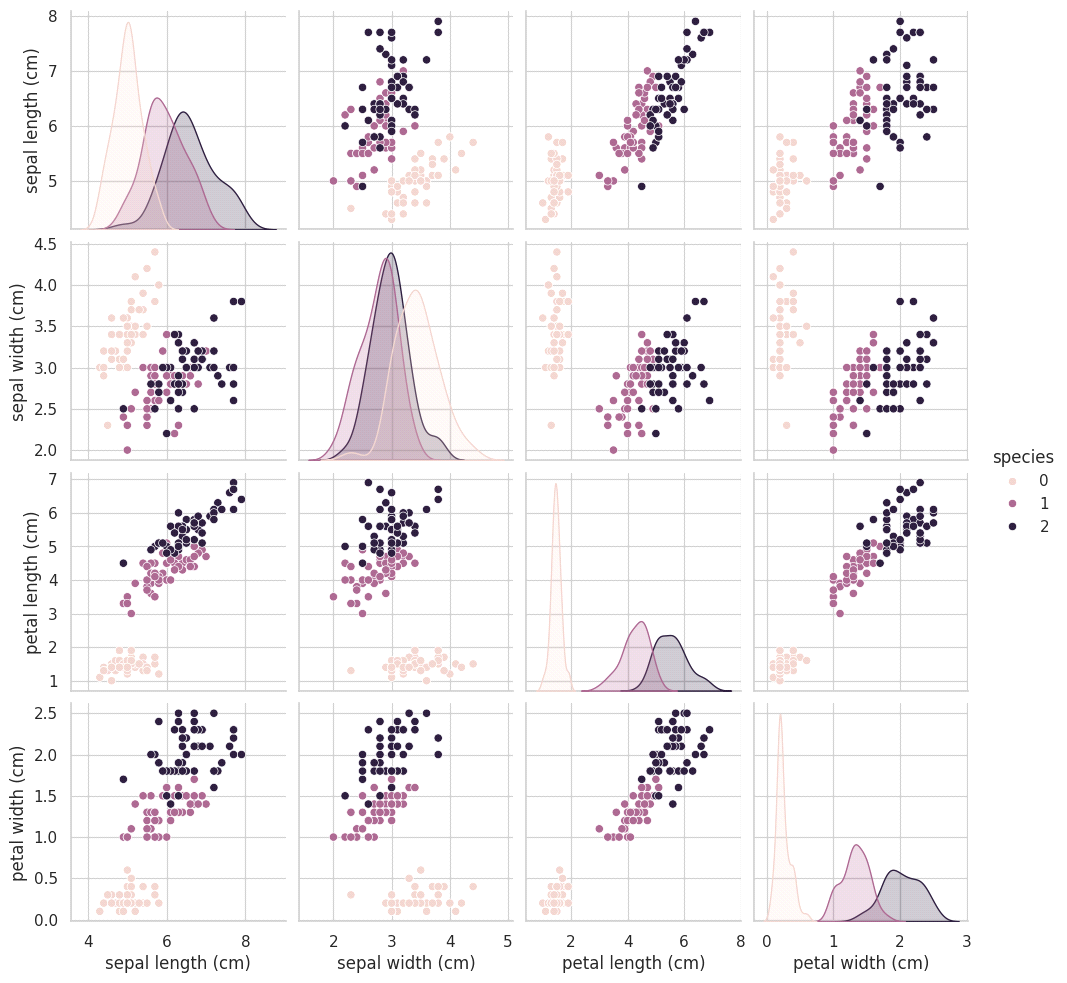 8
7
6
5
sepal length (cm)
4.5
4.0
3.5
3.0
2.5
2.0
sepal width (cm)
species
0
1
2
7
6
5
4
3
2
1
petal length (cm)
2.5
2.0
1.5
1.0
0.5
0.0
petal width (cm)
4 6 8
2 3 4 5
2 4 6 8
0 1 2 3
sepal length (cm)
sepal width (cm)
petal length (cm)
petal width (cm)